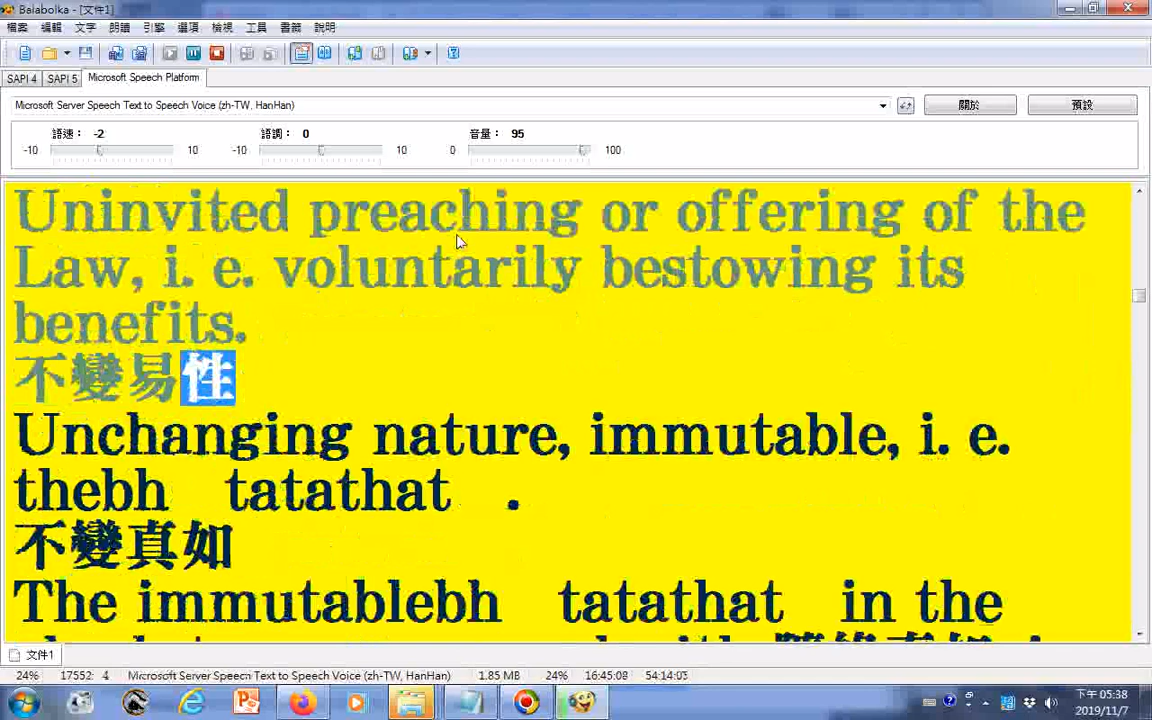 Balabolka - [文件1]
檔案 編輯 文字 朗讀 引擎 選項 檢視 工具 書籤 說明
SAPI 4 SAPI 5 Microsoft Speech Platform
Microsoft Server Speech Text to Speech Voice (zh-TW, HanHan) 關於 預設
語速： -2 語調： 0 音量： 95
-10 10 -10 10 0 100
Uninvited preaching or offering of the
Law, i. e. voluntarily bestowing its
benefits.
不變易性
Unchanging nature, immutable, i. e.
thebh tatathat .
不變真如
The immutablebh tatathat in the
文件1
24% 17552: 4 Microsoft Server Speech Text to Speech Voice (zh-TW, HanHan) 1.85 MB 24% 16:45:08 54:14:03
下午 05:38
2019/11/7